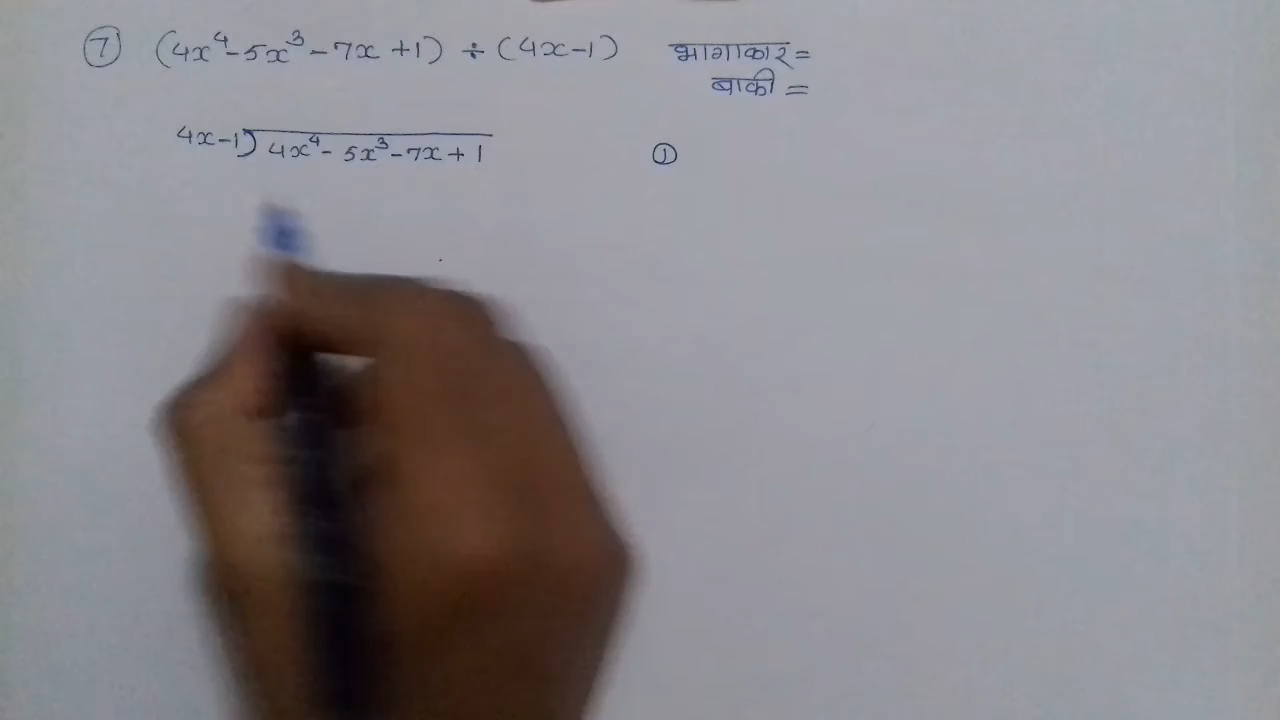 ⑦ (4x⁴-5x³-7x+1) ÷ (4x-1) भागाकार =
बाकी =
4x-1) 4x⁴-5x³-7x+1 ①